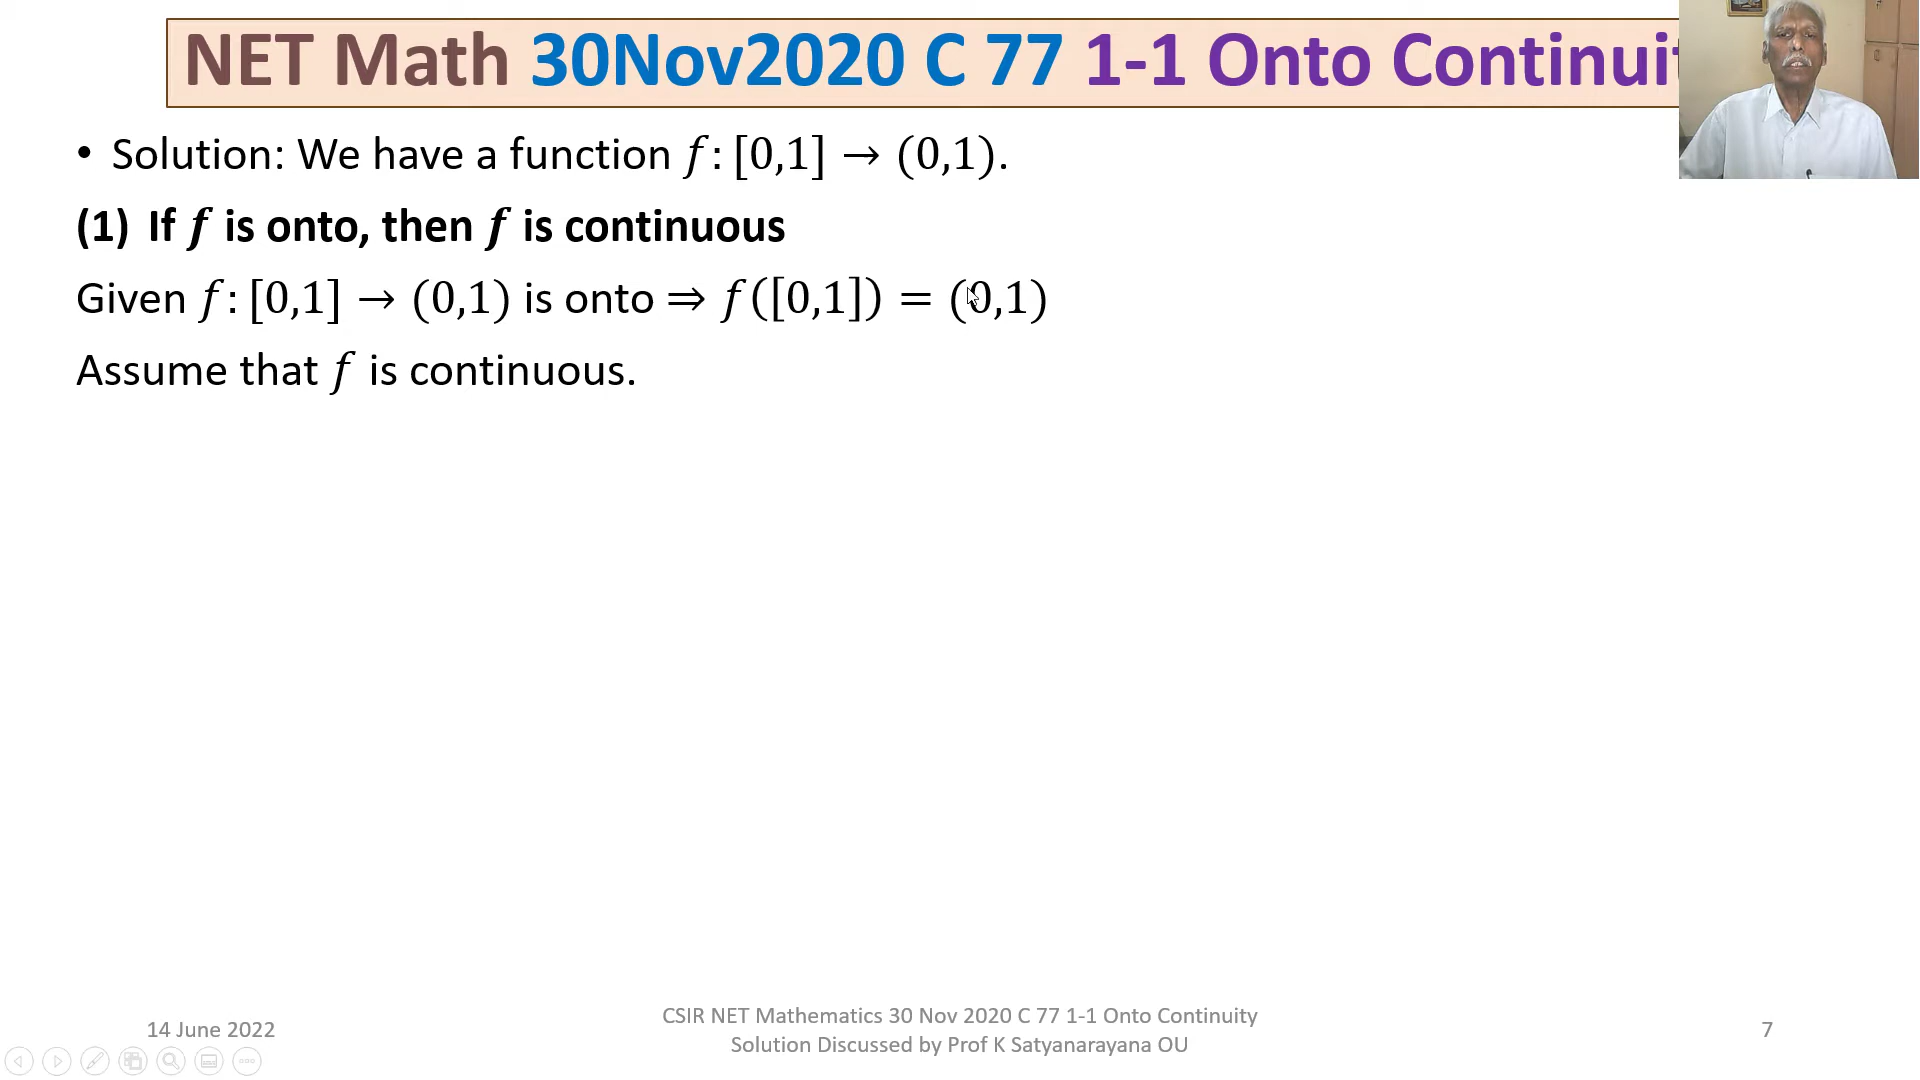 NET Math 30Nov2020 C 77 1-1 Onto Continui
• Solution: We have a function f: [0,1] → (0,1).
(1) If f is onto, then f is continuous
Given f: [0,1] → (0,1) is onto ⇒ f([0,1]) = (0,1)
Assume that f is continuous.
14 June 2022
CSIR NET Mathematics 30 Nov 2020 C 77 1-1 Onto Continuity
Solution Discussed by Prof K Satyanarayana OU
7